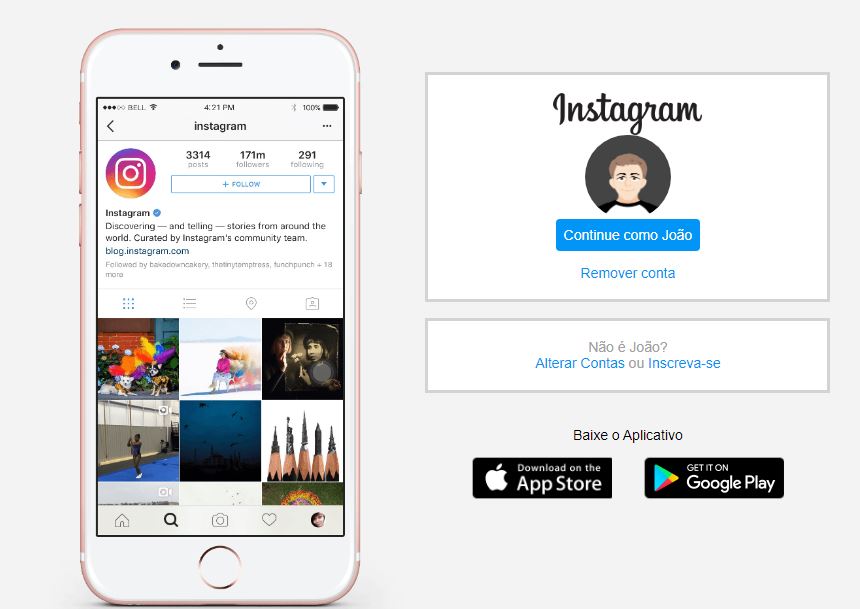 BELL 4:21 PM 100%
instagram
3314 171m 291
posts followers following
+ FOLLOW
Instagram
Discovering — and telling — stories from around the
world. Curated by Instagram's community team.
blog.instagram.com
Followed by bakedowncakery, thetinytemptress, funchpunch + 18
more
Instagram
Continue como João
Remover conta
Não é João?
Alterar Contas ou Inscreva-se
Baixe o Aplicativo
Download on the
App Store
GET IT ON
Google Play